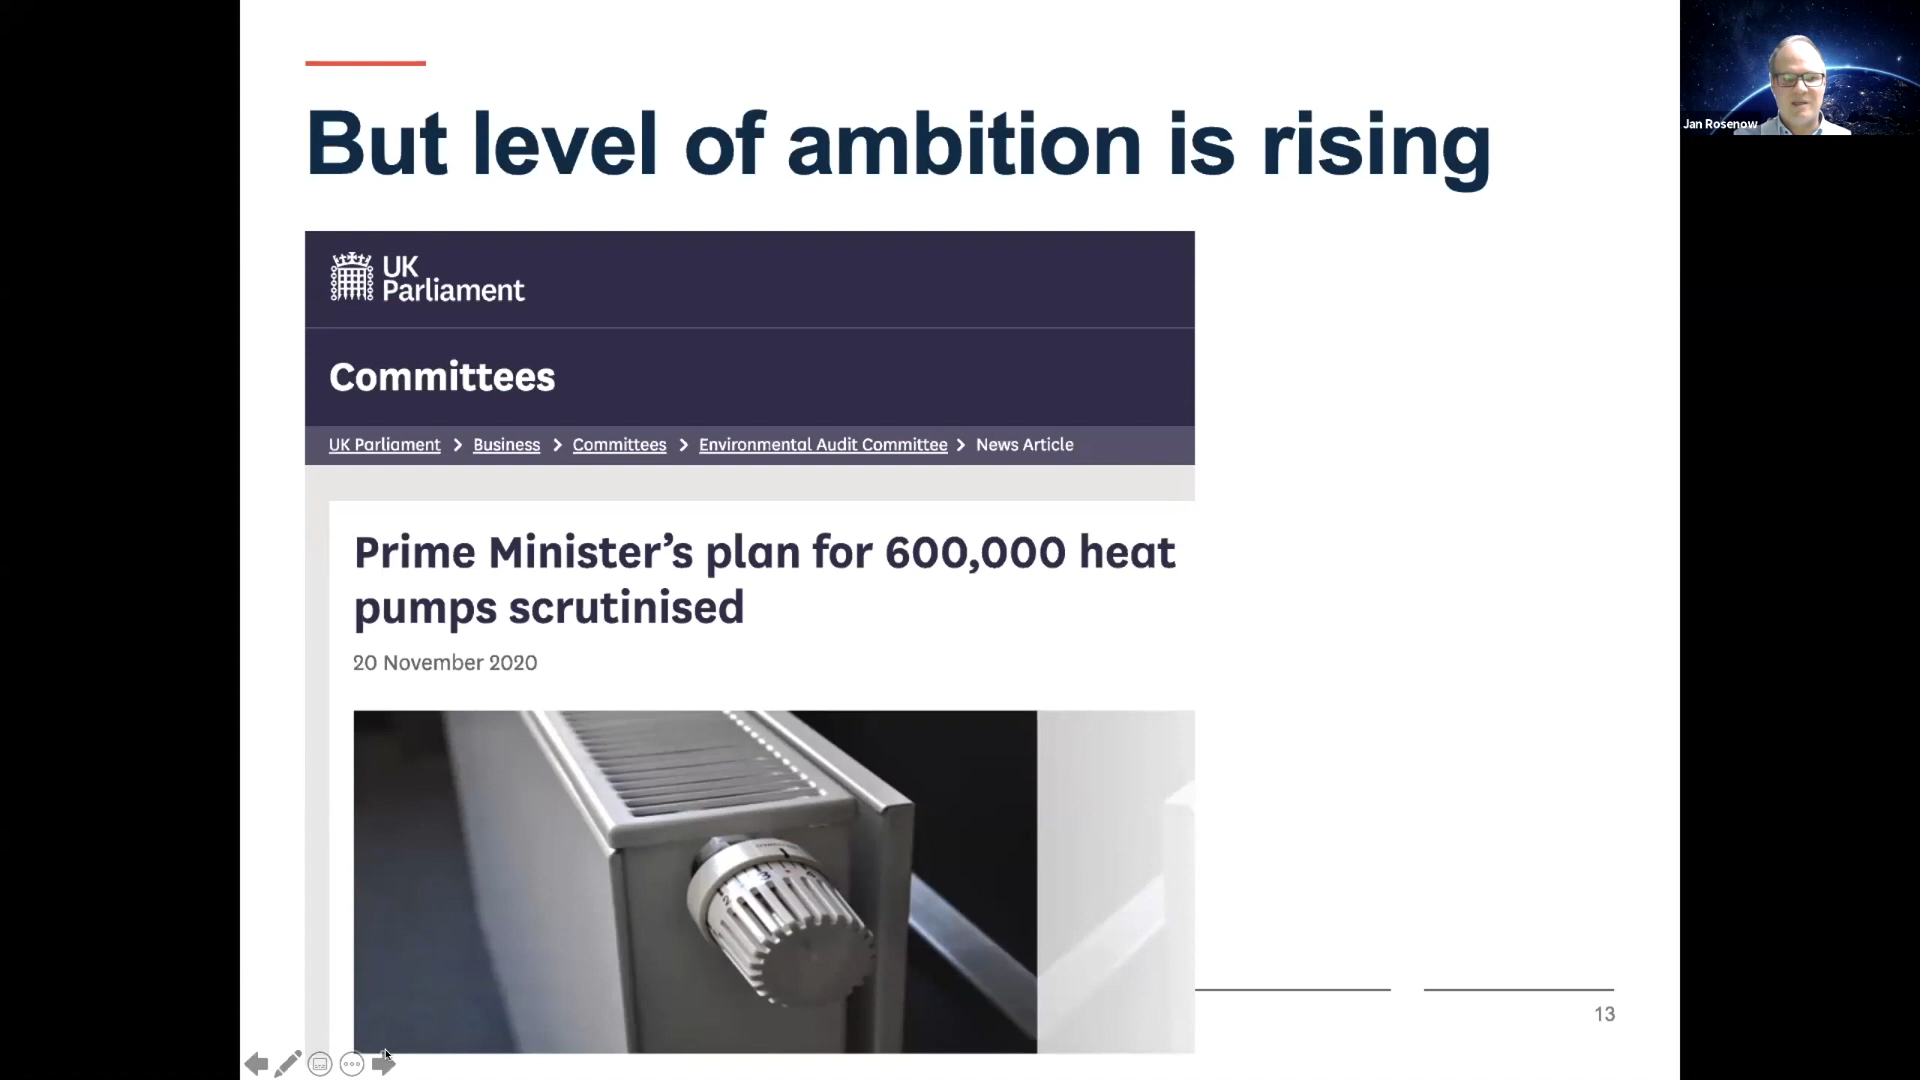 But level of ambition is rising
Jan Rosenow
UK
Parliament
Committees
UK Parliament > Business > Committees > Environmental Audit Committee > News Article
Prime Minister’s plan for 600,000 heat
pumps scrutinised
20 November 2020
13